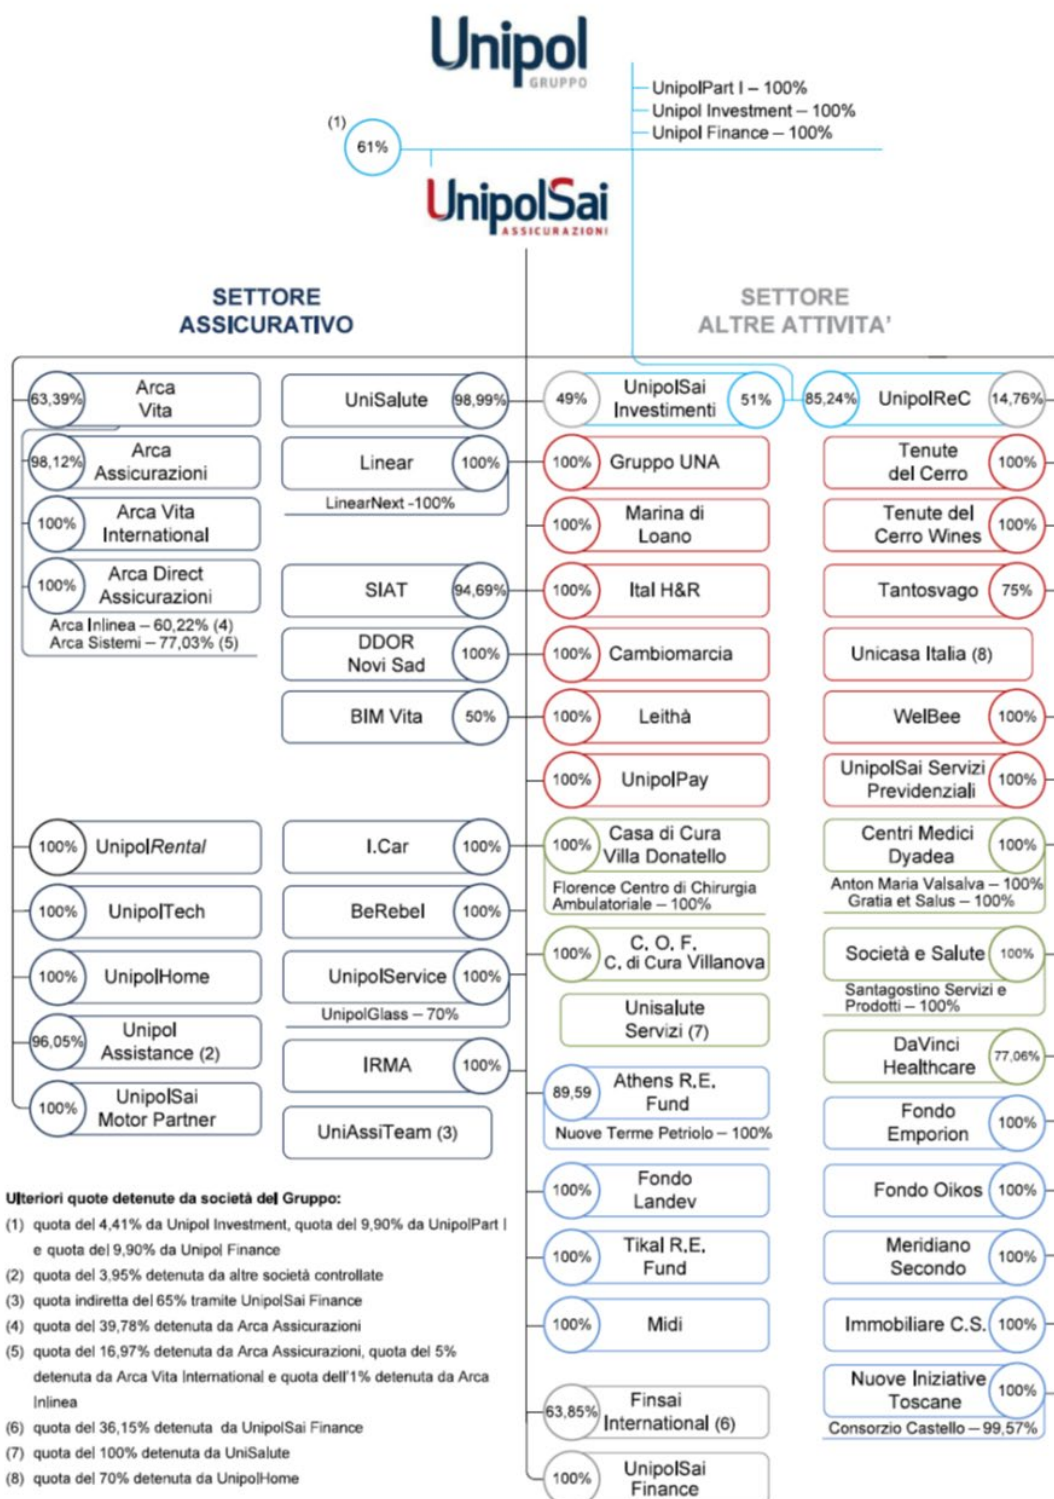 Unipol
GRUPPO
UnipolPart I – 100%
Unipol Investment – 100%
Unipol Finance – 100%
(1)
61%
UnipolSai
ASSICURAZIONI
SETTORE
ASSICURATIVO
SETTORE
ALTRE ATTIVITA'
63,39%
Arca
Vita
98,12%
Arca
Assicurazioni
100%
Arca Vita
International
100%
Arca Direct
Assicurazioni
Arca Inlinea – 60,22% (4)
Arca Sistemi – 77,03% (5)
100%
UnipolRental
100%
UnipolTech
100%
UnipolHome
96,05%
Unipol
Assistance (2)
100%
UnipolSai
Motor Partner
UniSalute
98,99%
Linear
100%
LinearNext -100%
SIAT
94,69%
DDOR
Novi Sad
100%
BIM Vita
50%
I.Car
100%
BeRebel
100%
UnipolService
100%
UnipolGlass – 70%
IRMA
100%
UniAssiTeam (3)
49%
UnipolSai
Investimenti
51%
100%
Gruppo UNA
100%
Marina di
Loano
100%
Ital H&R
100%
Cambiomarcia
100%
Leithà
100%
UnipolPay
100%
Casa di Cura
Villa Donatello
Florence Centro di Chirurgia
Ambulatoriale – 100%
100%
C. O. F.
C. di Cura Villanova
Unisalute
Servizi (7)
89,59
Athens R.E.
Fund
Nuove Terme Petriolo – 100%
100%
Fondo
Landev
100%
Tikal R.E.
Fund
100%
Midi
63,85%
Finsai
International (6)
100%
UnipolSai
Finance
85,24%
UnipolReC
14,76%
Tenute
del Cerro
100%
Tenute del
Cerro Wines
100%
Tantosvago
75%
Unicasa Italia (8)
WelBee
100%
UnipolSai Servizi
Previdenziali
100%
Centri Medici
Dyadea
100%
Anton Maria Valsalva – 100%
Gratia et Salus – 100%
Società e Salute
100%
Santagostino Servizi e
Prodotti – 100%
DaVinci
Healthcare
77,06%
Fondo
Emporion
100%
Fondo Oikos
100%
Meridiano
Secondo
100%
Immobiliare C.S.
100%
Nuove Iniziative
Toscane
100%
Consorzio Castello – 99,57%
Ulteriori quote detenute da società del Gruppo:
(1) quota del 4,41% da Unipol Investment, quota del 9,90% da UnipolPart I
e quota del 9,90% da Unipol Finance
(2) quota del 3,95% detenuta da altre società controllate
(3) quota indiretta del 65% tramite UnipolSai Finance
(4) quota del 39,78% detenuta da Arca Assicurazioni
(5) quota del 16,97% detenuta da Arca Assicurazioni, quota del 5%
detenuta da Arca Vita International e quota dell'1% detenuta da Arca
Inlinea
(6) quota del 36,15% detenuta da UnipolSai Finance
(7) quota del 100% detenuta da UniSalute
(8) quota del 70% detenuta da UnipolHome